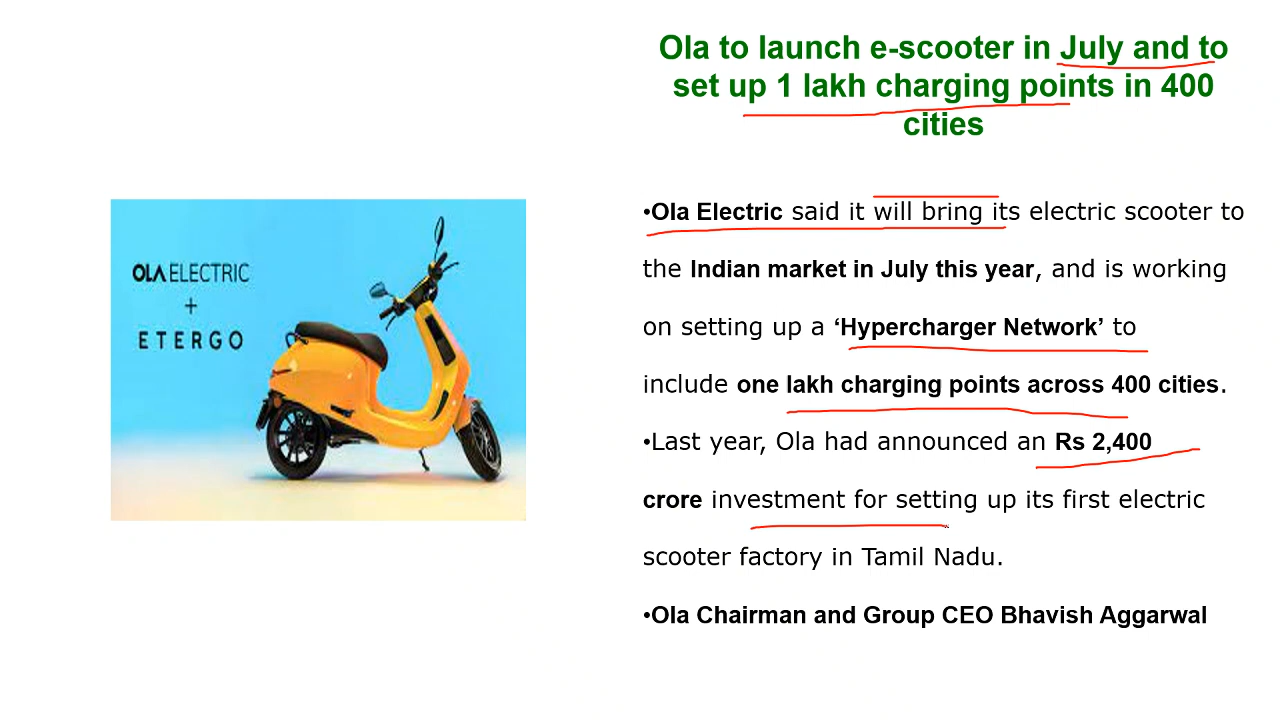 Ola to launch e-scooter in July and to
set up 1 lakh charging points in 400
cities
OLA ELECTRIC
+
ETERGO
•Ola Electric said it will bring its electric scooter to
the Indian market in July this year, and is working
on setting up a ‘Hypercharger Network’ to
include one lakh charging points across 400 cities.
•Last year, Ola had announced an Rs 2,400
crore investment for setting up its first electric
scooter factory in Tamil Nadu.
•Ola Chairman and Group CEO Bhavish Aggarwal